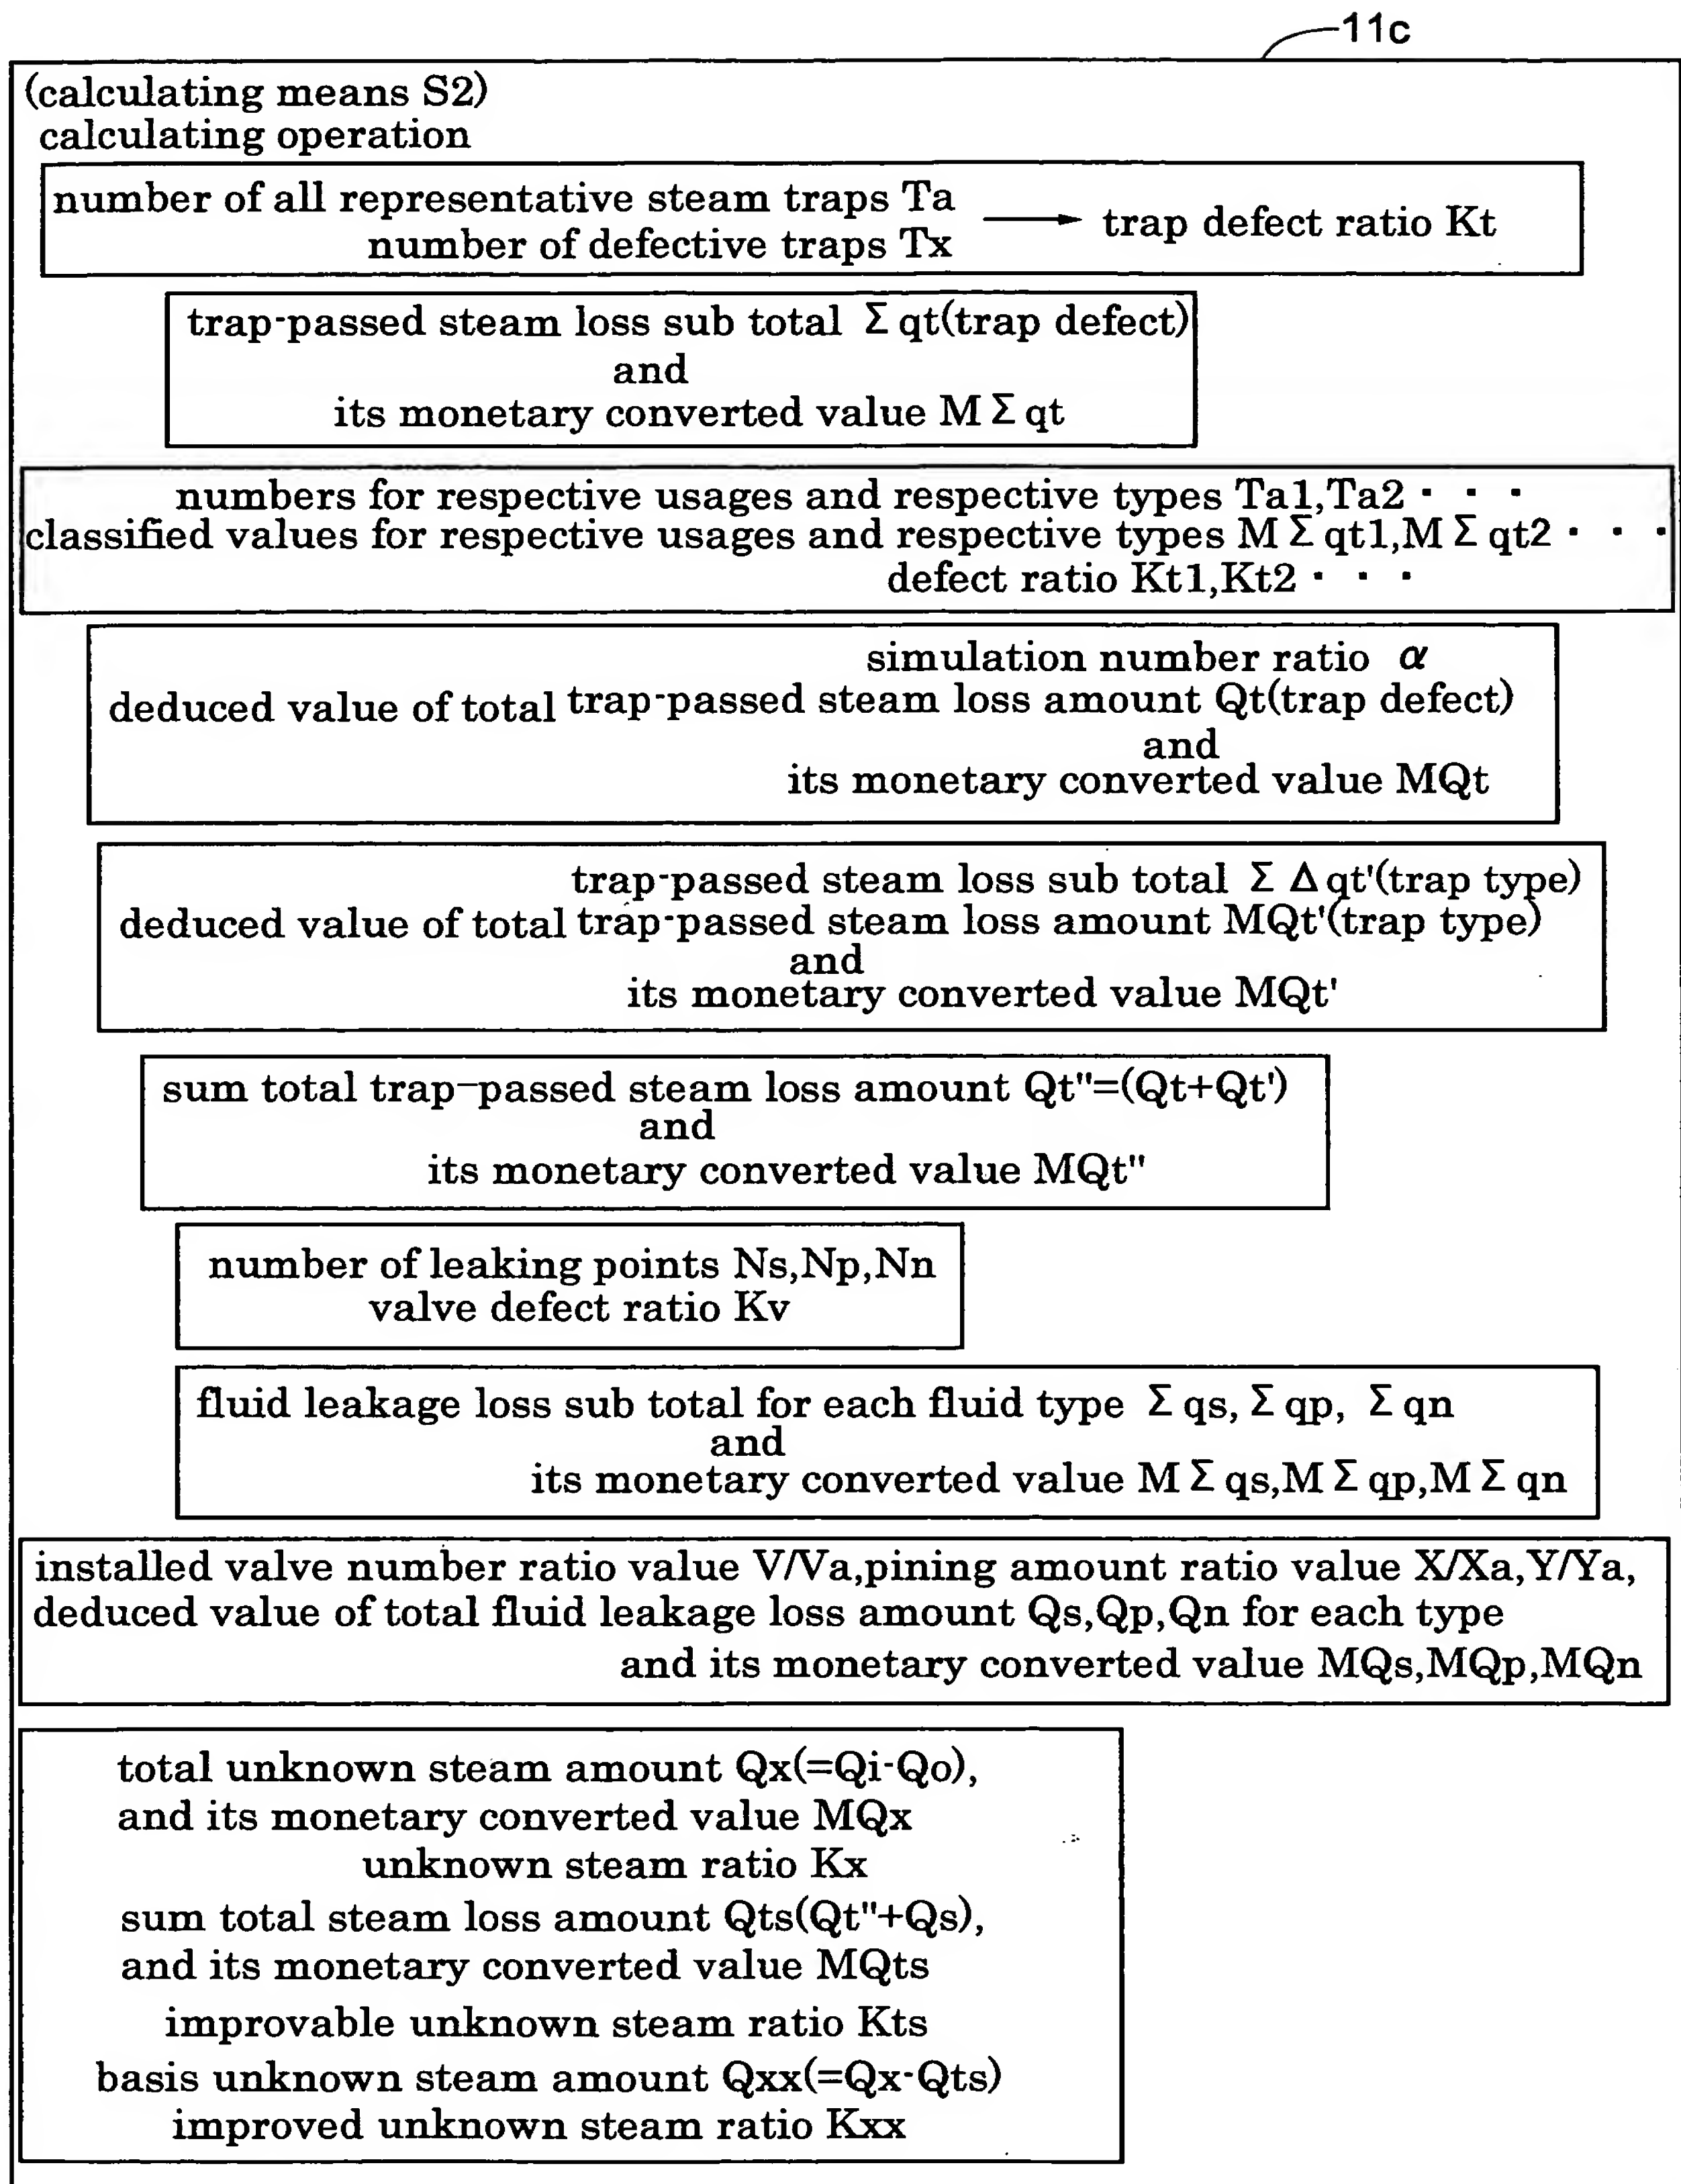 11c
(calculating means S2)
calculating operation
number of all representative steam traps Ta
number of defective traps Tx
→ trap defect ratio Kt
trap-passed steam loss sub total Σqt(trap defect)
and
its monetary converted value MΣqt
numbers for respective usages and respective types Ta1,Ta2・・・
classified values for respective usages and respective types MΣqt1,MΣqt2・・・
defect ratio Kt1,Kt2・・・
simulation number ratio α
deduced value of total trap-passed steam loss amount Qt(trap defect)
and
its monetary converted value MQt
trap-passed steam loss sub total ΣΔqt'(trap type)
deduced value of total trap-passed steam loss amount MQt'(trap type)
and
its monetary converted value MQt'
sum total trap-passed steam loss amount Qt"=(Qt+Qt')
and
its monetary converted value MQt"
number of leaking points Ns,Np,Nn
valve defect ratio Kv
fluid leakage loss sub total for each fluid type Σqs,Σqp, Σqn
and
its monetary converted value MΣqs,MΣqp,MΣqn
installed valve number ratio value V/Va,pining amount ratio value X/Xa,Y/Ya,
deduced value of total fluid leakage loss amount Qs,Qp,Qn for each type
and its monetary converted value MQs,MQp,MQn
total unknown steam amount Qx(=Qi-Qo),
and its monetary converted value MQx
unknown steam ratio Kx
sum total steam loss amount Qts(Qt"+Qs),
and its monetary converted value MQts
improvable unknown steam ratio Kts
basis unknown steam amount Qxx(=Qx-Qts)
improved unknown steam ratio Kxx